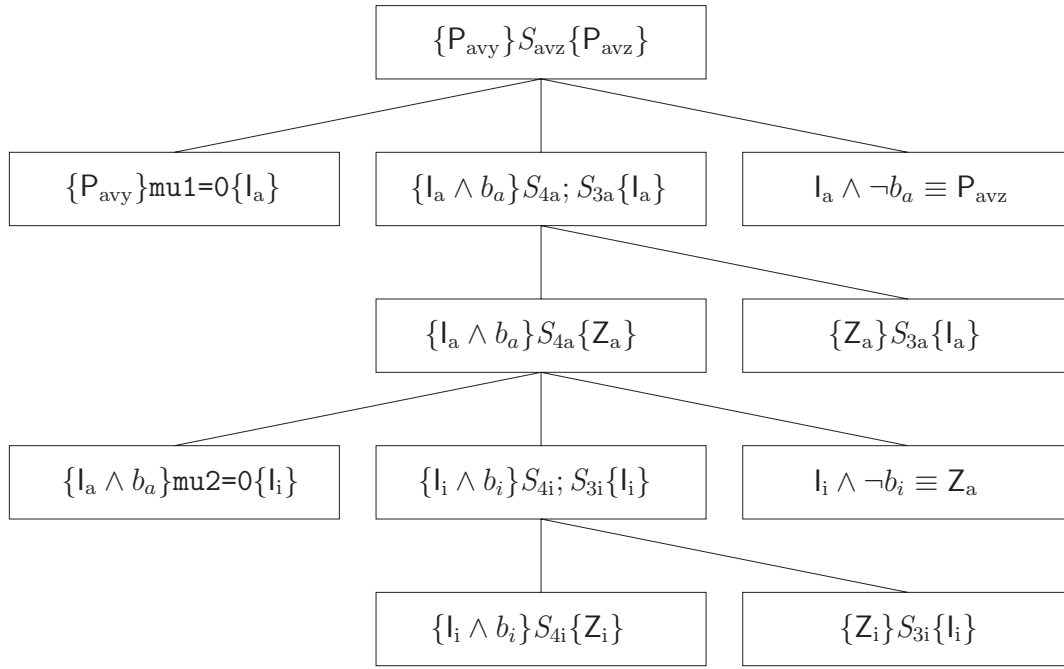 {P_avy}S_avz{P_avz}
{P_avy}mu1=0{I_a}
{I_a ∧ b_a}S_4a; S_3a{I_a}
I_a ∧ ¬b_a ≡ P_avz
{I_a ∧ b_a}S_4a{Z_a}
{Z_a}S_3a{I_a}
{I_a ∧ b_a}mu2=0{I_i}
{I_i ∧ b_i}S_4i; S_3i{I_i}
I_i ∧ ¬b_i ≡ Z_a
{I_i ∧ b_i}S_4i{Z_i}
{Z_i}S_3i{I_i}